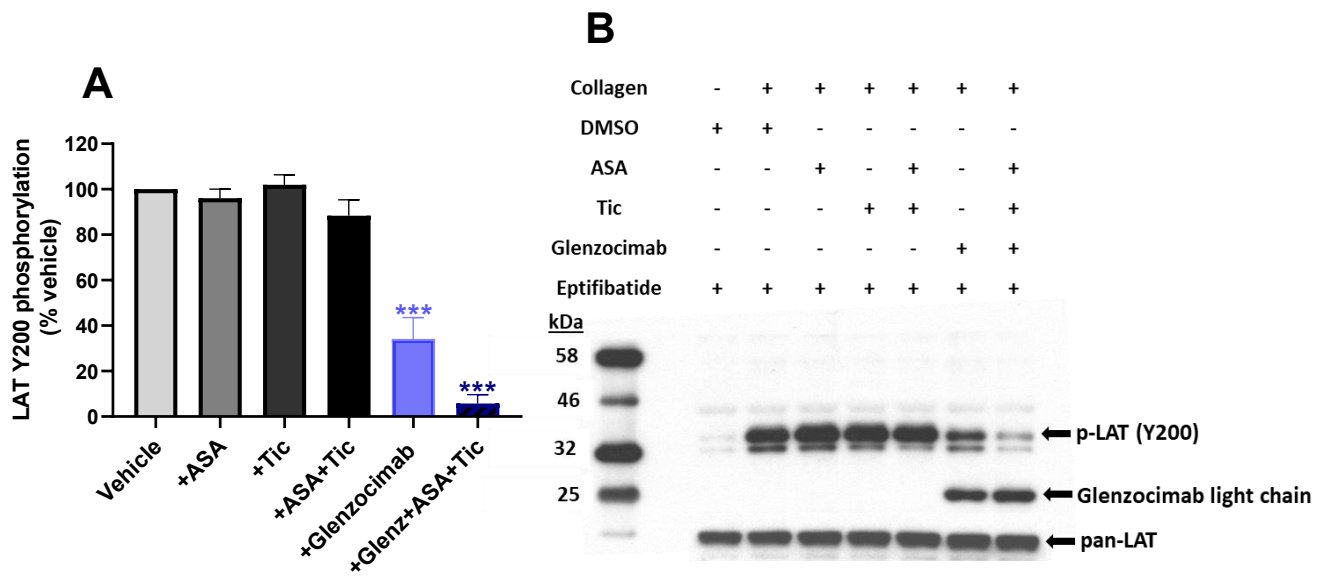 A
LAT Y200 phosphorylation
(% vehicle)
120
100
80
60
40
20
0
***
***
Vehicle
+ASA
+Tic
+ASA+Tic
+Glenzocimab
+Glenz+ASA+Tic
B
Collagen - + + + + + +
DMSO + + - - - - -
ASA - - + - + - +
Tic - - - + + - +
Glenzocimab - - - - - + +
Eptifibatide + + + + + + +
kDa
58
46
32
25
p-LAT (Y200)
Glenzocimab light chain
pan-LAT